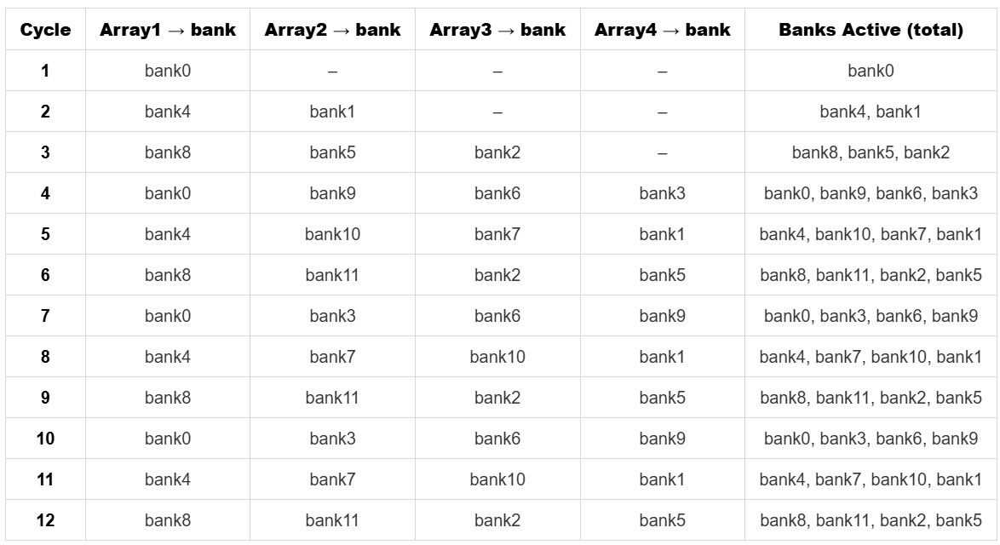 Cycle Array1 → bank Array2 → bank Array3 → bank Array4 → bank Banks Active (total)
1 bank0 – – – bank0
2 bank4 bank1 – – bank4, bank1
3 bank8 bank5 bank2 – bank8, bank5, bank2
4 bank0 bank9 bank6 bank3 bank0, bank9, bank6, bank3
5 bank4 bank10 bank7 bank1 bank4, bank10, bank7, bank1
6 bank8 bank11 bank2 bank5 bank8, bank11, bank2, bank5
7 bank0 bank3 bank6 bank9 bank0, bank3, bank6, bank9
8 bank4 bank7 bank10 bank1 bank4, bank7, bank10, bank1
9 bank8 bank11 bank2 bank5 bank8, bank11, bank2, bank5
10 bank0 bank3 bank6 bank9 bank0, bank3, bank6, bank9
11 bank4 bank7 bank10 bank1 bank4, bank7, bank10, bank1
12 bank8 bank11 bank2 bank5 bank8, bank11, bank2, bank5